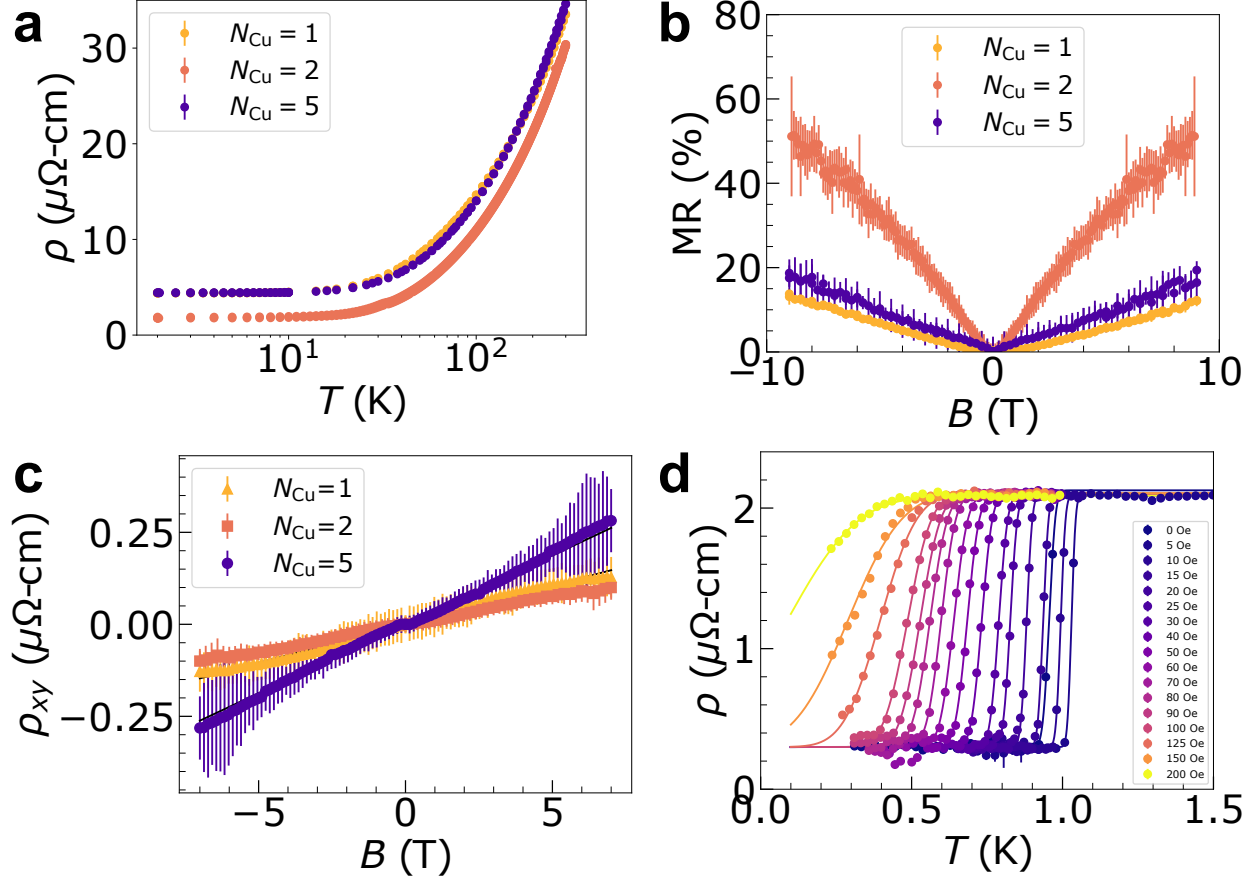 a
N_Cu = 1
N_Cu = 2
N_Cu = 5
30
20
10
0
ρ (μΩ-cm)
10^1
10^2
T (K)
b
N_Cu = 1
N_Cu = 2
N_Cu = 5
80
60
40
20
0
MR (%)
−10
0
10
B (T)
c
N_Cu=1
N_Cu=2
N_Cu=5
0.25
0.00
−0.25
ρ_xy (μΩ-cm)
−5
0
5
B (T)
d
2
1
0
ρ (μΩ-cm)
0 Oe
5 Oe
10 Oe
15 Oe
20 Oe
25 Oe
30 Oe
40 Oe
50 Oe
60 Oe
70 Oe
80 Oe
90 Oe
100 Oe
125 Oe
150 Oe
200 Oe
0.0
0.5
1.0
1.5
T (K)